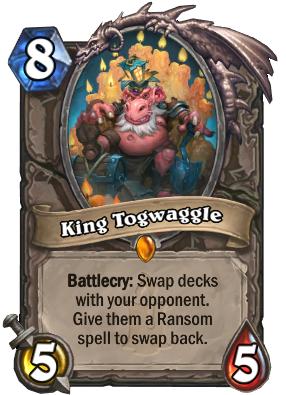 8
King Togwaggle
Battlecry: Swap decks
with your opponent.
Give them a Ransom
spell to swap back.
5
5